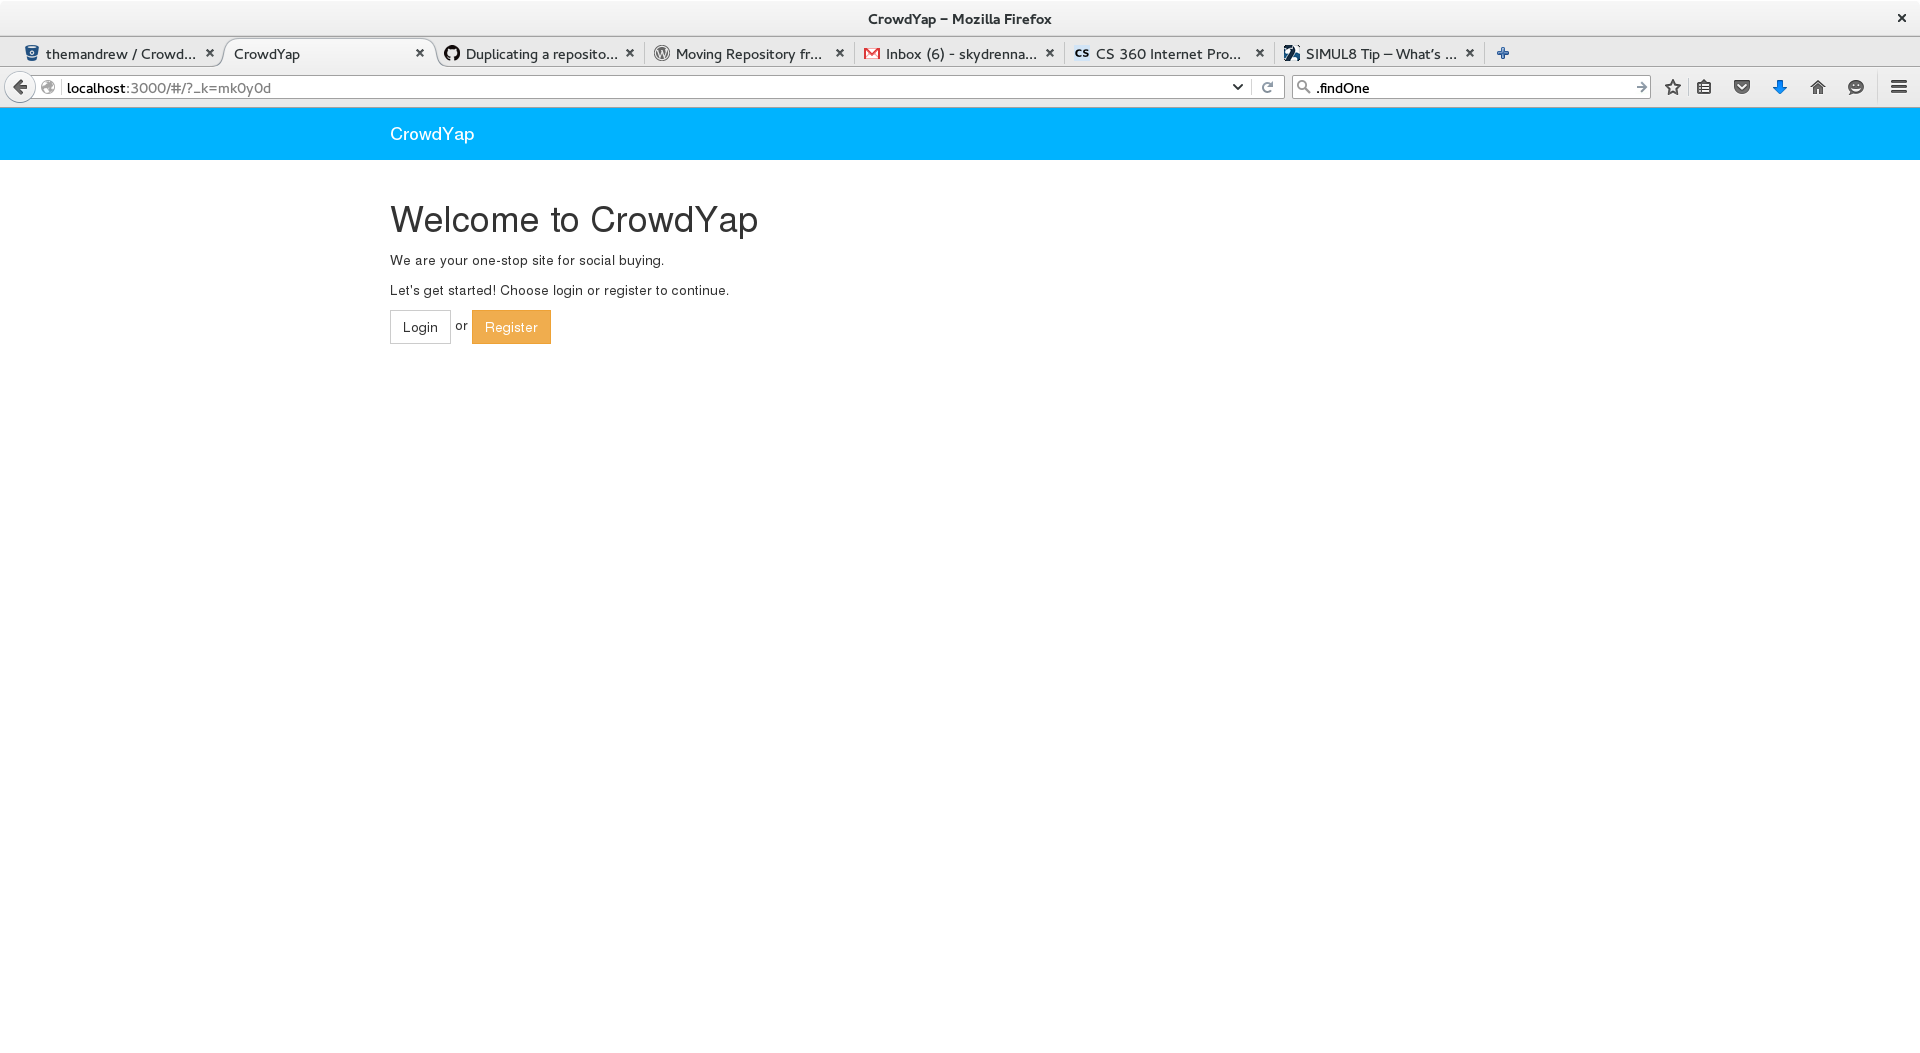 CrowdYap – Mozilla Firefox
themandrew / Crowd...
CrowdYap
Duplicating a reposito...
Moving Repository fr...
Inbox (6) - skydrenna...
CS CS 360 Internet Pro...
SIMUL8 Tip – What's ...
localhost:3000/#/?_k=mk0y0d
.findOne
CrowdYap
Welcome to CrowdYap
We are your one-stop site for social buying.
Let's get started! Choose login or register to continue.
Login or Register